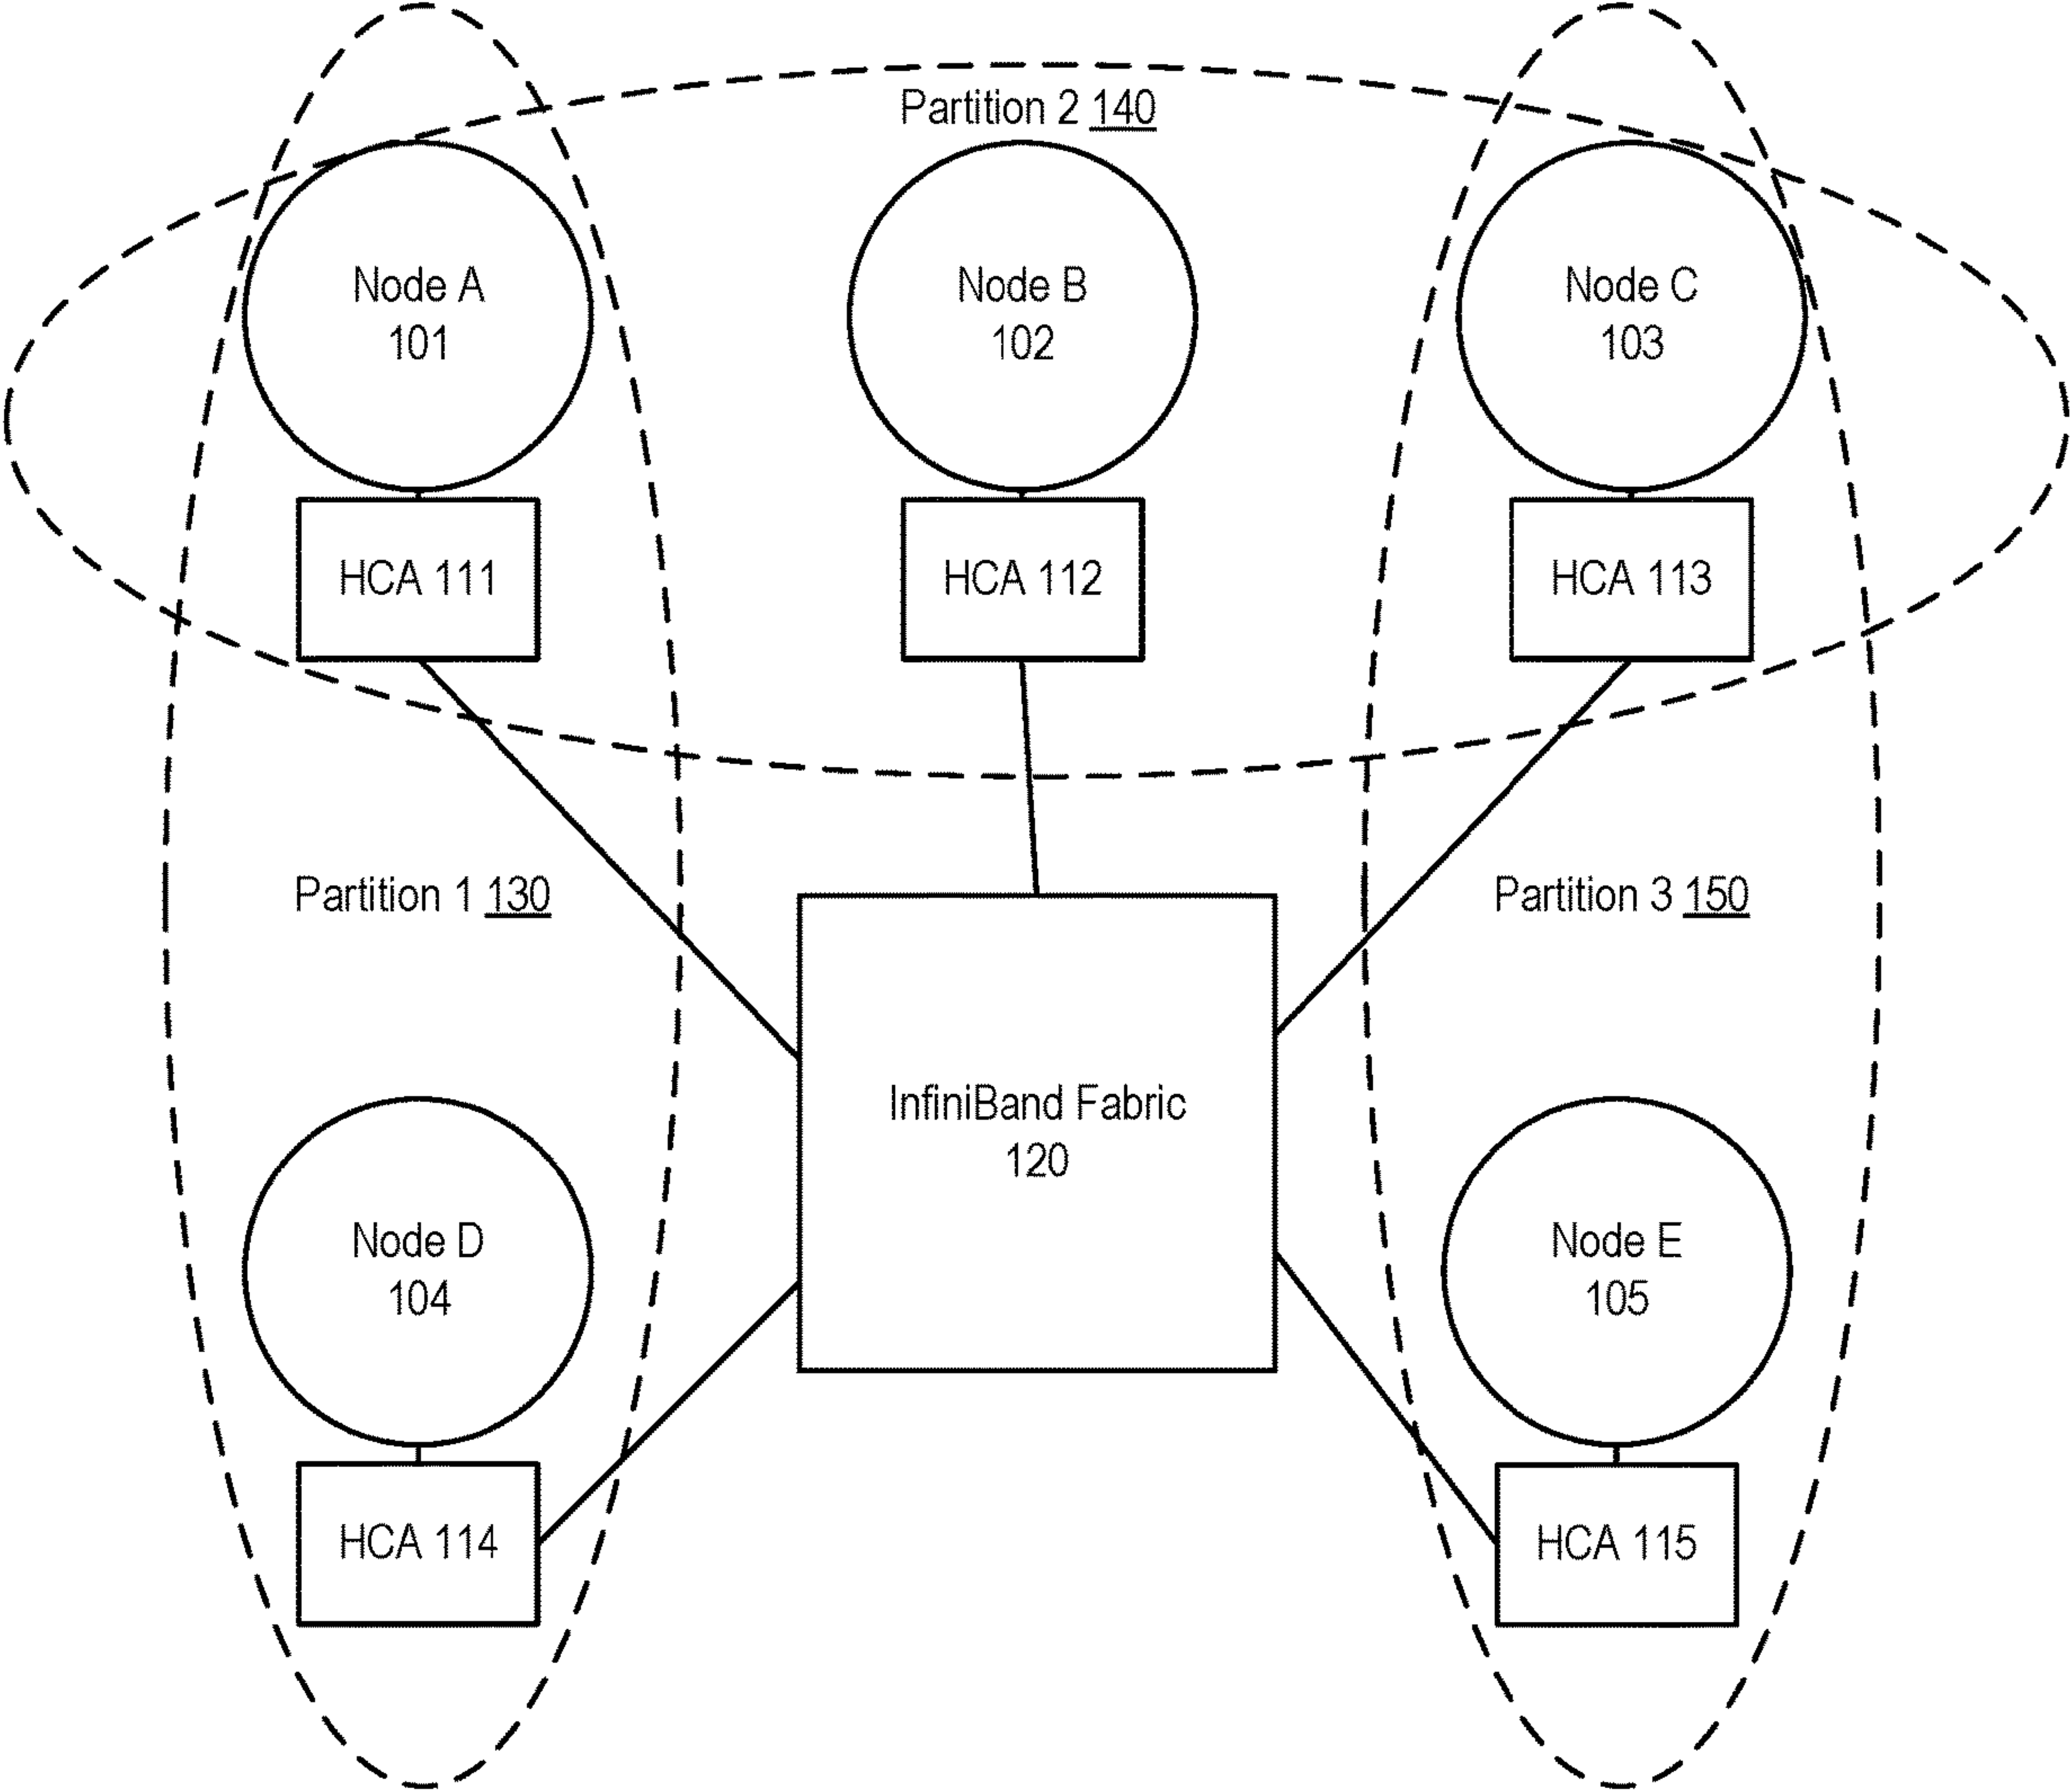 Partition 2 140
Node A
101
Node B
102
Node C
103
HCA 111
HCA 112
HCA 113
Partition 1 130
Partition 3 150
InfiniBand Fabric
120
Node D
104
Node E
105
HCA 114
HCA 115